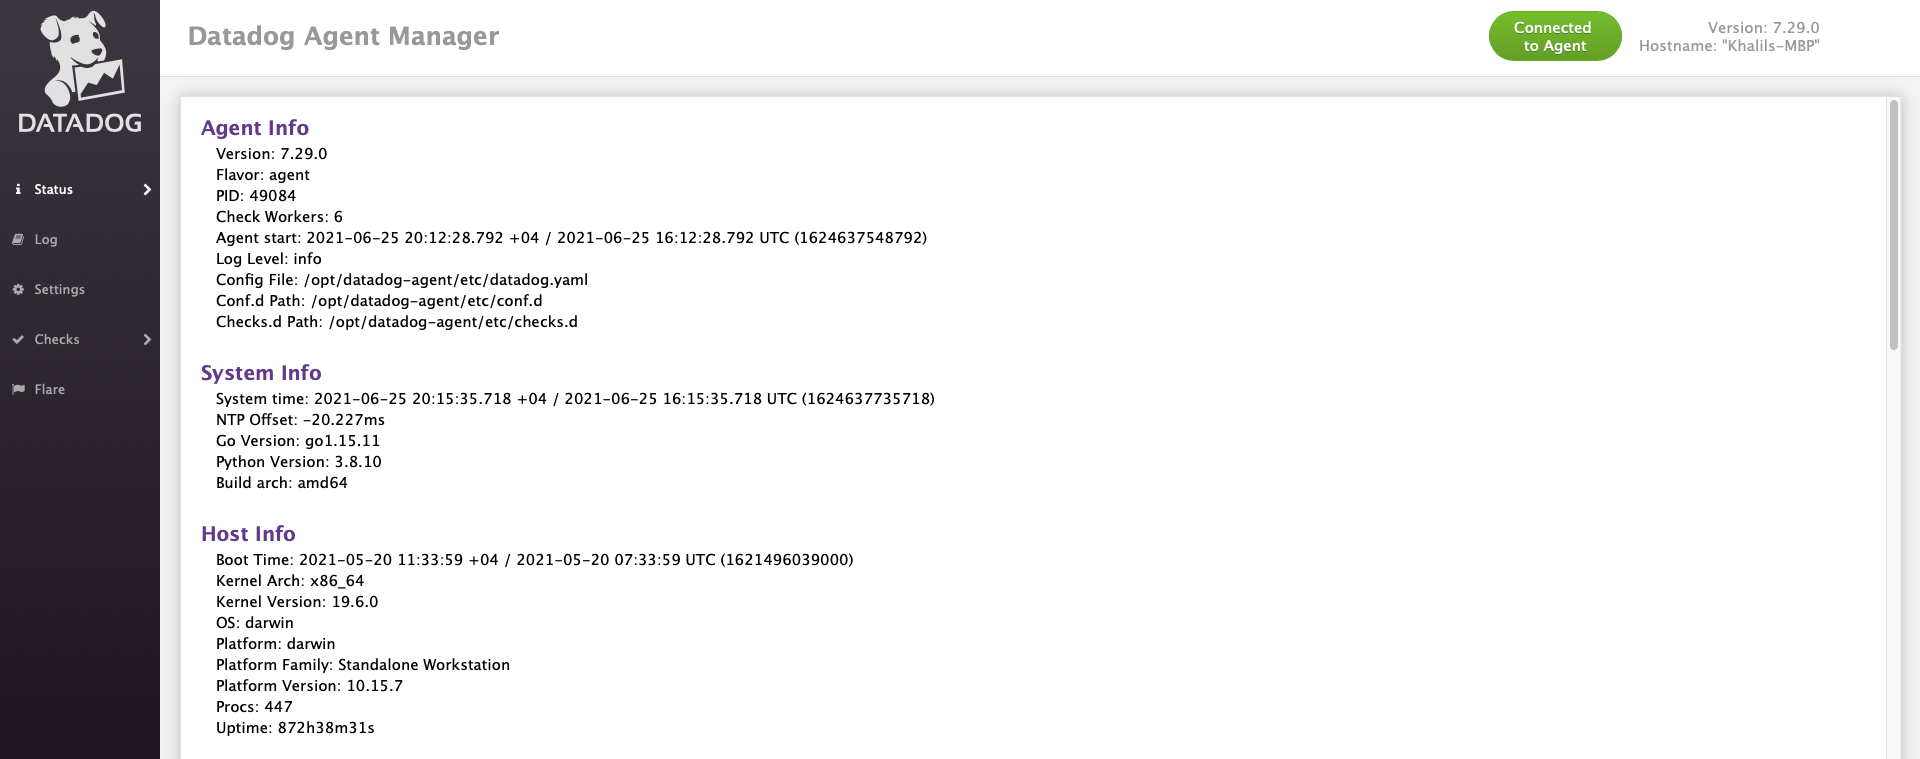 DATADOG
Status
Log
Settings
Checks
Flare
Datadog Agent Manager
Connected
to Agent
Version: 7.29.0
Hostname: "Khalils-MBP"
Agent Info
Version: 7.29.0
Flavor: agent
PID: 49084
Check Workers: 6
Agent start: 2021-06-25 20:12:28.792 +04 / 2021-06-25 16:12:28.792 UTC (1624637548792)
Log Level: info
Config File: /opt/datadog-agent/etc/datadog.yaml
Conf.d Path: /opt/datadog-agent/etc/conf.d
Checks.d Path: /opt/datadog-agent/etc/checks.d
System Info
System time: 2021-06-25 20:15:35.718 +04 / 2021-06-25 16:15:35.718 UTC (1624637735718)
NTP Offset: -20.227ms
Go Version: go1.15.11
Python Version: 3.8.10
Build arch: amd64
Host Info
Boot Time: 2021-05-20 11:33:59 +04 / 2021-05-20 07:33:59 UTC (1621496039000)
Kernel Arch: x86_64
Kernel Version: 19.6.0
OS: darwin
Platform: darwin
Platform Family: Standalone Workstation
Platform Version: 10.15.7
Procs: 447
Uptime: 872h38m31s